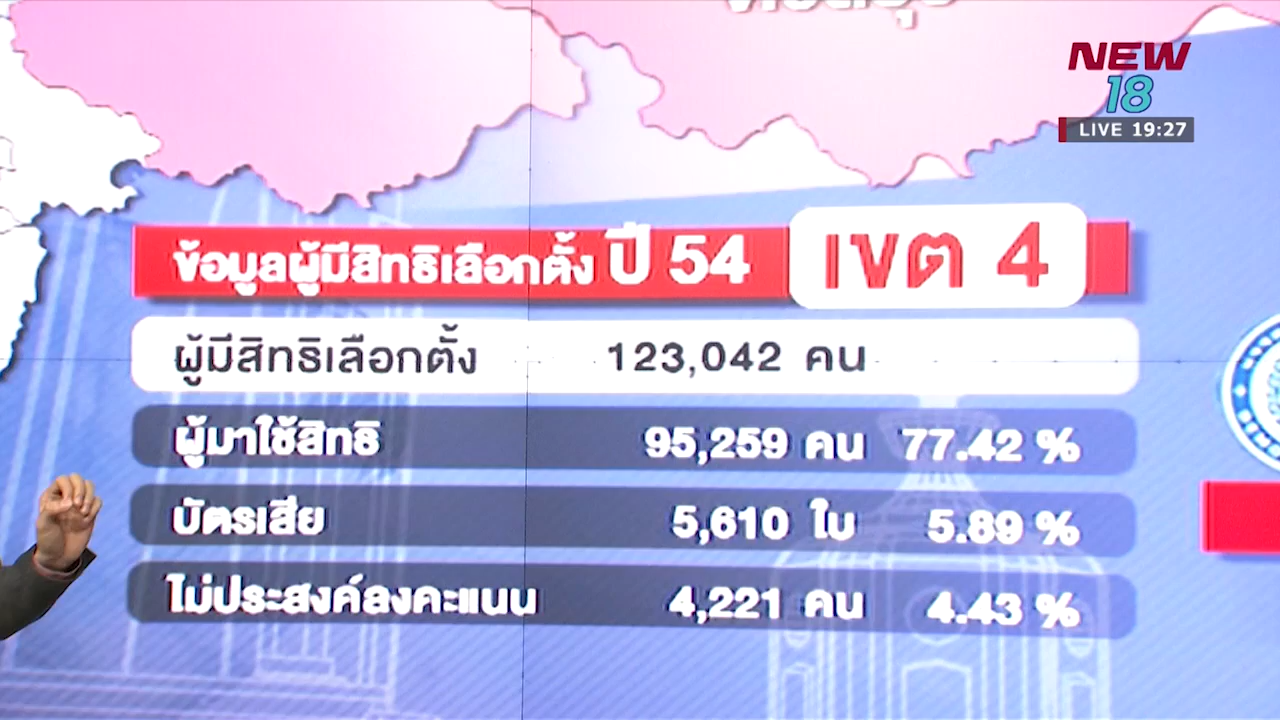 NEW
18
LIVE 19:27
ข้อมูลผู้มีสิทธิเลือกตั้ง ปี 54 เขต 4
ผู้มีสิทธิเลือกตั้ง 123,042 คน
ผู้มาใช้สิทธิ 95,259 คน 77.42 %
บัตรเสีย 5,610 ใบ 5.89 %
ไม่ประสงค์ลงคะแนน 4,221 คน 4.43 %